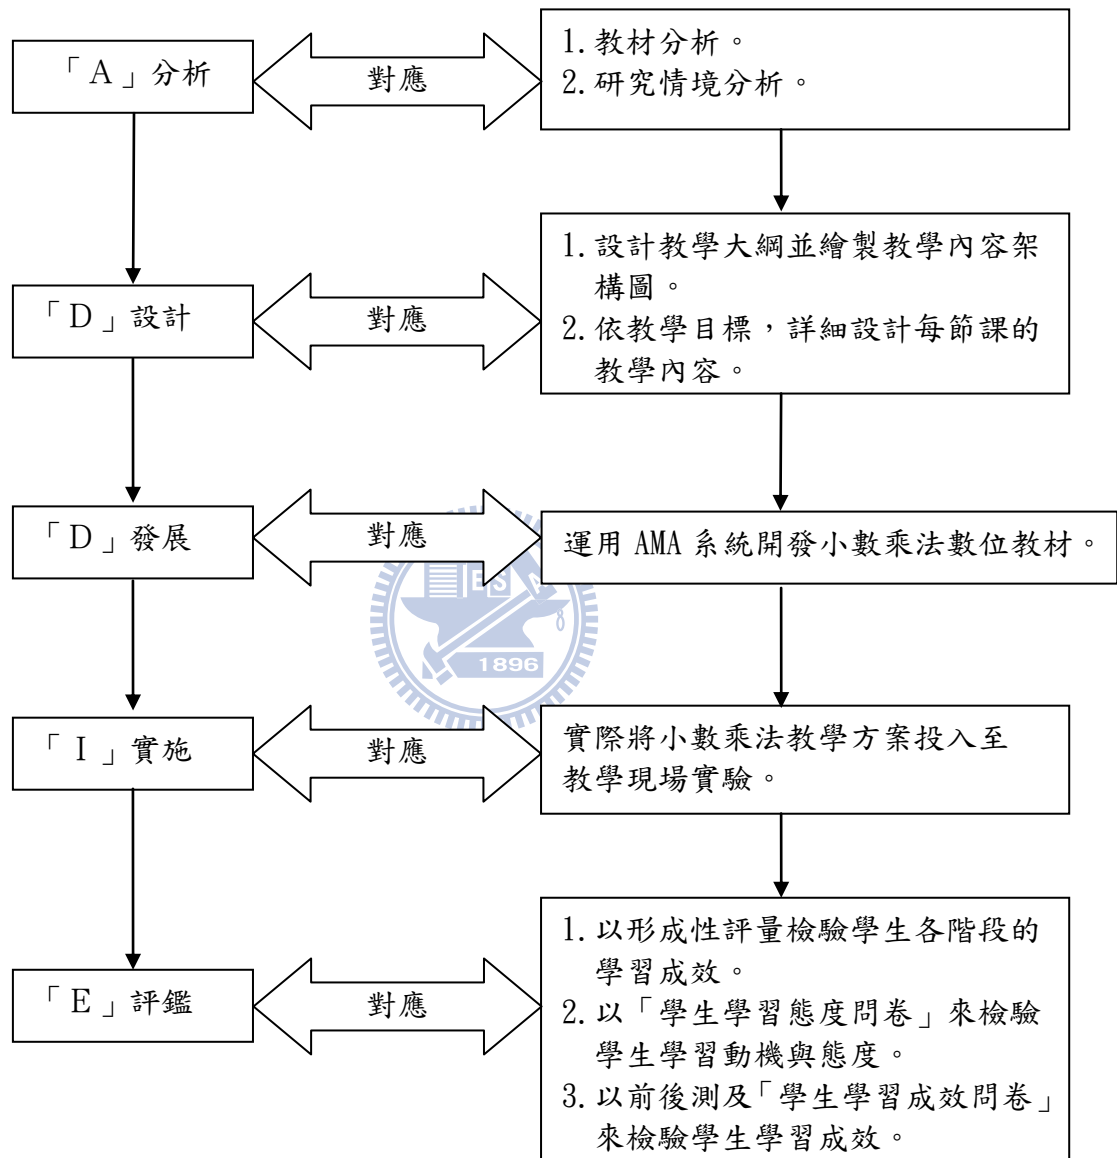 「A」分析
對應
1.教材分析。
2.研究情境分析。
「D」設計
對應
1.設計教學大綱並繪製教學內容架
構圖。
2.依教學目標，詳細設計每節課的
教學內容。
「D」發展
對應
運用 AMA 系統開發小數乘法數位教材。
ES
8
1896
「I」實施
對應
實際將小數乘法教學方案投入至
教學現場實驗。
「E」評鑑
對應
1.以形成性評量檢驗學生各階段的
學習成效。
2.以「學生學習態度問卷」來檢驗
學生學習動機與態度。
3.以前後測及「學生學習成效問卷」
來檢驗學生學習成效。